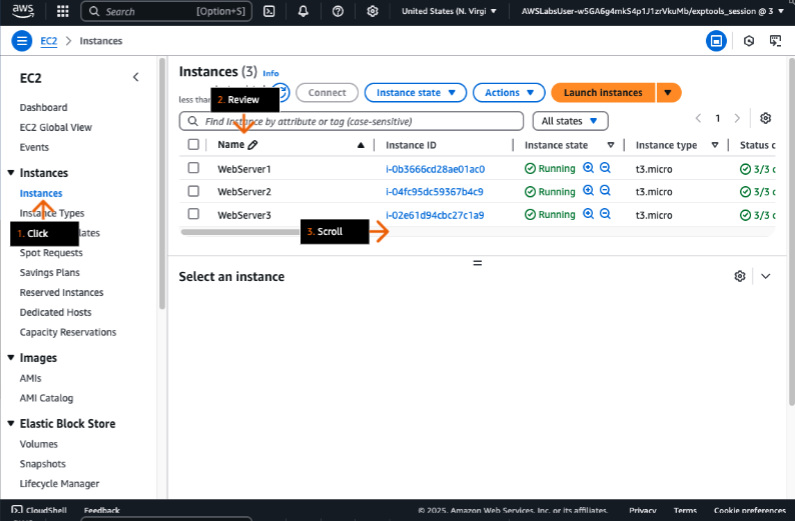 aws
Search [Option+S]
United States (N. Virgi
AWSLabsUser-w5GA6g4mkS4p1J1zrVkuMb/exptools_session @ 3
EC2 > Instances
EC2
Dashboard
EC2 Global View
Events
Instances
Instances
Instance Types
1. Click
lates
Spot Requests
Savings Plans
Reserved Instances
Dedicated Hosts
Capacity Reservations
Images
AMIs
AMI Catalog
Elastic Block Store
Volumes
Snapshots
Lifecycle Manager
Instances (3) Info
less than
2. Review
Connect
Instance state
Actions
Launch instances
Find Instance by attribute or tag (case-sensitive)
All states
1
Name Instance ID Instance state Instance type Status c
WebServer1 i-0b3666cd28ae01ac0 Running t3.micro 3/3 c
WebServer2 i-04fc95dc59367b4c9 Running t3.micro 3/3 c
WebServer3 i-02e61d94cbc27c1a9 Running t3.micro 3/3 c
3. Scroll
Select an instance
CloudShell Feedback © 2025, Amazon Web Services, Inc. or its affiliates. Privacy Terms Cookie preferences